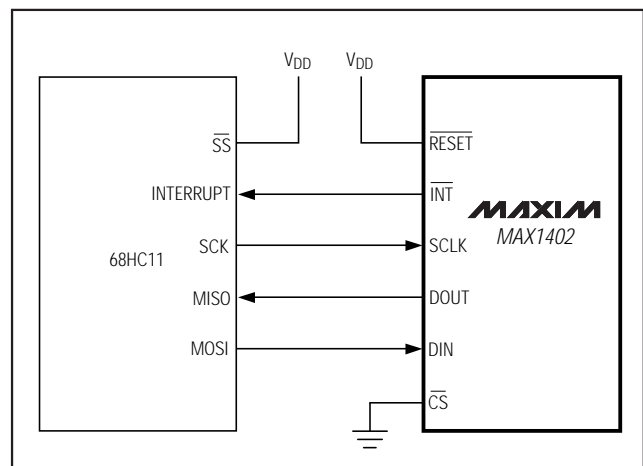 VDD VDD
SS RESET
INTERRUPT INT
MAXIM
MAX1402
68HC11 SCK SCLK
MISO DOUT
MOSI DIN
CS